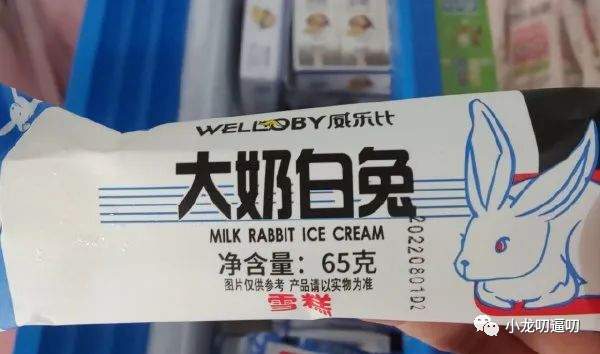 WELLOBY威乐比
大奶白兔
MILK RABBIT ICE CREAM
净含量：65克
图片仅供参考 产品请以实物为准
雪糕
20220801D2
小龙叨逼叨